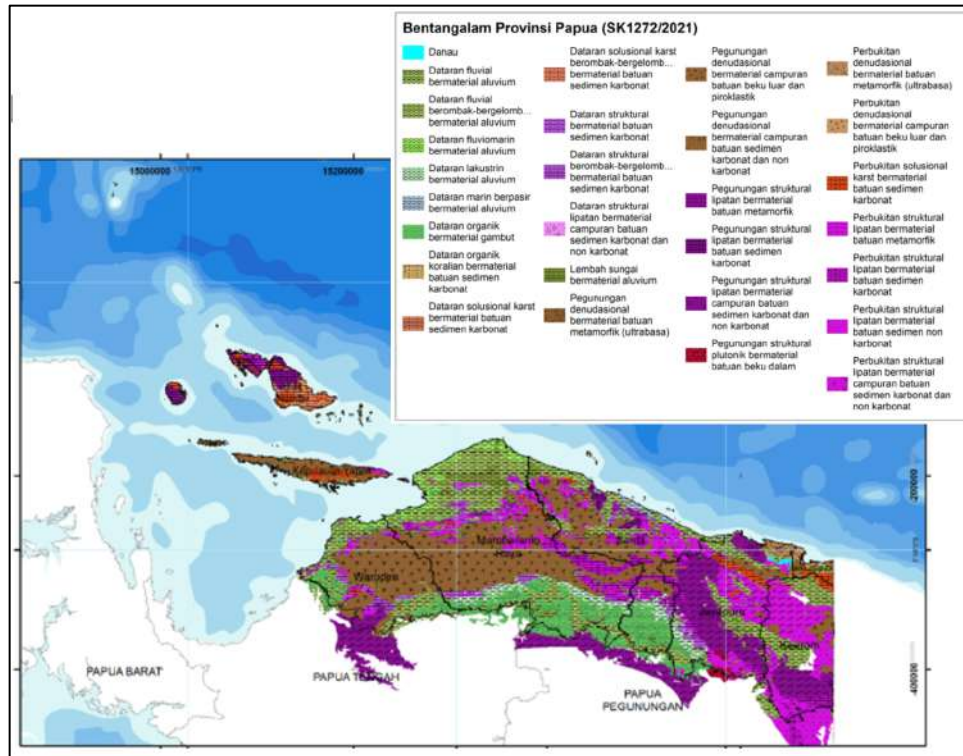 Bentangalam Provinsi Papua (SK1272/2021)
Danau
Dataran fluvial
bermaterial aluvium
Dataran fluvial
berombak-bergelomb...
bermaterial aluvium
Dataran fluviomarin
bermaterial aluvium
Dataran lakustrin
bermaterial aluvium
Dataran marin berpasir
bermaterial aluvium
Dataran organik
bermaterial gambut
Dataran organik
koralian bermaterial
batuan sedimen
karbonat
Dataran solusional karst
bermaterial batuan
sedimen karbonat
Dataran solusional karst
berombak-bergelomb...
bermaterial batuan
sedimen karbonat
Dataran struktural
bermaterial batuan
sedimen karbonat
Dataran struktural
berombak-bergelomb...
bermaterial batuan
sedimen karbonat
Dataran struktural
lipatan bermaterial
campuran batuan
sedimen karbonat dan
non karbonat
Lembah sungai
bermaterial aluvium
Pegunungan
denudasional
bermaterial batuan
metamorfik (ultrabasa)
Pegunungan
denudasional
bermaterial campuran
batuan beku luar dan
piroklastik
Pegunungan
denudasional
bermaterial campuran
batuan sedimen
karbonat dan non
karbonat
Pegunungan struktural
lipatan bermaterial
batuan metamorfik
Pegunungan struktural
lipatan bermaterial
batuan sedimen
karbonat
Pegunungan struktural
lipatan bermaterial
campuran batuan
sedimen karbonat dan
non karbonat
Pegunungan struktural
plutonik bermaterial
batuan beku dalam
Perbukitan
denudasional
bermaterial batuan
metamorfik (ultrabasa)
Perbukitan
denudasional
bermaterial campuran
batuan beku luar dan
piroklastik
Perbukitan solusional
karst bermaterial
batuan sedimen
karbonat
Perbukitan struktural
lipatan bermaterial
batuan metamorfik
Perbukitan struktural
lipatan bermaterial
batuan sedimen
karbonat
Perbukitan struktural
lipatan bermaterial
batuan sedimen non
karbonat
Perbukitan struktural
lipatan bermaterial
campuran batuan
sedimen karbonat dan
non karbonat
15000000
15200000
-200000
Waropen
Keerom
PAPUA BARAT
PAPUA TENGAH
PAPUA
PEGUNUNGAN
-400000